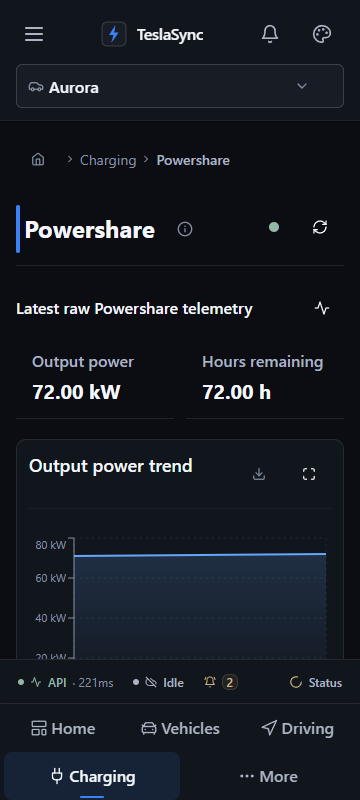 TeslaSync
Aurora
Charging Powershare
Powershare
Latest raw Powershare telemetry
Output power Hours remaining
72.00 kW 72.00 h
Output power trend
80 kW
60 kW
40 kW
20 kW
API · 221ms Idle 2 Status
Home Vehicles Driving
Charging More